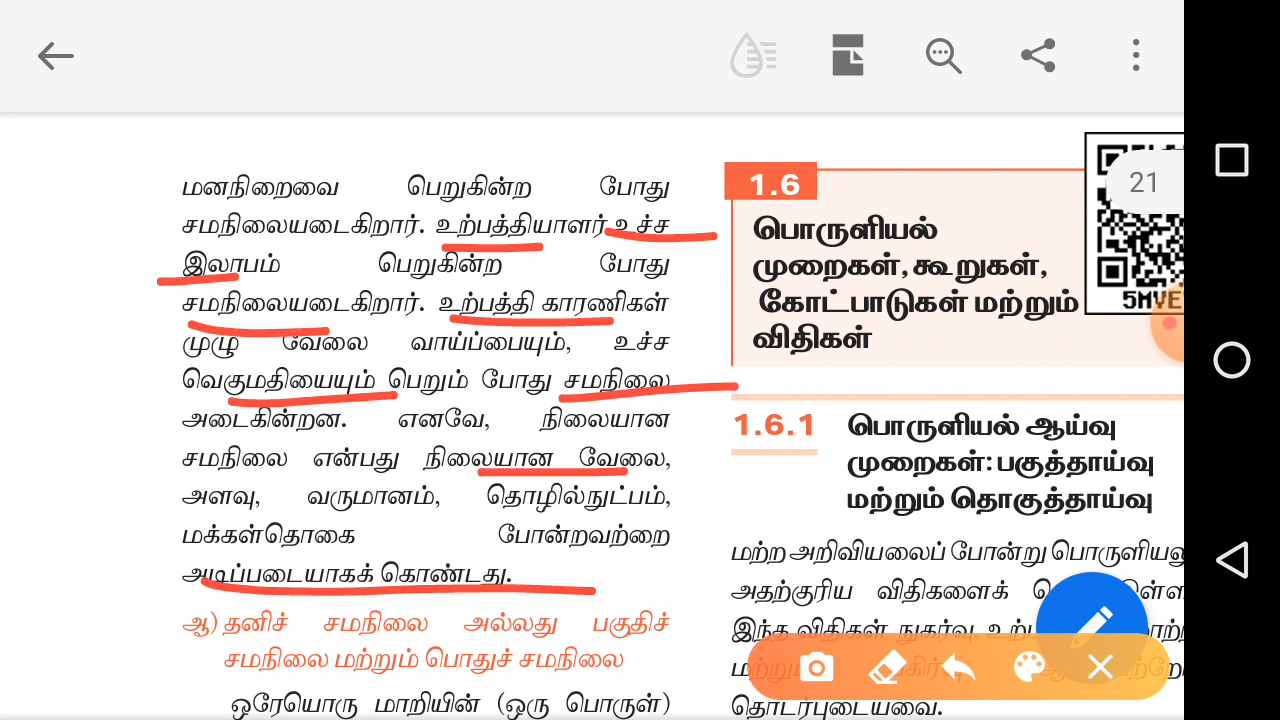 மனநிறைவை பெறுகின்ற போது
சமநிலையடைகிறார். உற்பத்தியாளர் உச்ச
இலாபம் பெறுகின்ற போது
சமநிலையடைகிறார். உற்பத்தி காரணிகள்
முழு வேலை வாய்ப்பையும், உச்ச
வெகுமதியையும் பெறும் போது சமநிலை
அடைகின்றன. எனவே, நிலையான
சமநிலை என்பது நிலையான வேலை,
அளவு, வருமானம், தொழில்நுட்பம்,
மக்கள்தொகை போன்றவற்றை
அடிப்படையாகக் கொண்டது.
ஆ) தனிச் சமநிலை அல்லது பகுதிச்
சமநிலை மற்றும் பொதுச் சமநிலை
ஒரேயொரு மாறியின் (ஒரு பொருள்)
21
1.6
பொருளியல்
முறைகள், கூறுகள்,
கோட்பாடுகள் மற்றும்
விதிகள்
5MVE
1.6.1 பொருளியல் ஆய்வு
முறைகள்: பகுத்தாய்வு
மற்றும் தொகுத்தாய்வு
மற்ற அறிவியலைப் போன்று
அதற்குரிய விதிகளைக்
இந்த விதிகள் நுகர்வு,
தொடர்புடையவை.